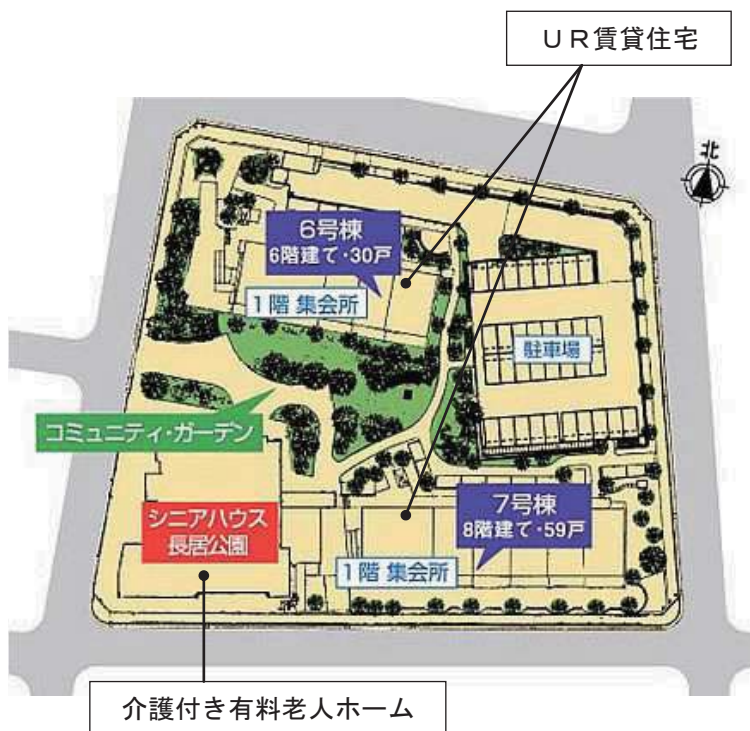 UR賃貸住宅
北
6号棟
6階建て・30戸
1階 集会所
駐車場
コミュニティ・ガーデン
シニアハウス
長居公園
7号棟
8階建て・59戸
1階 集会所
介護付き有料老人ホーム